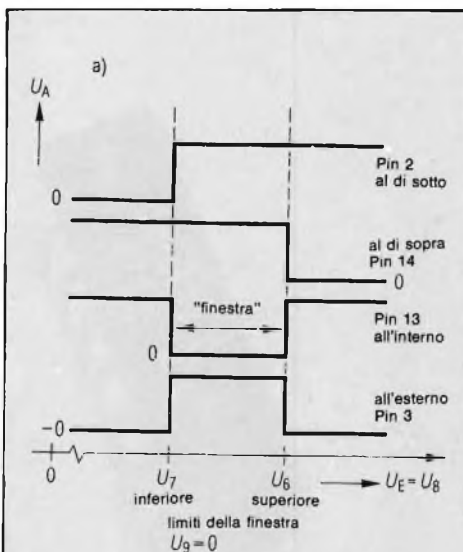 a)
U_A
0
Pin 2
al di sotto
al di sopra
Pin 14
0
"finestra"
Pin 13
all'interno
0
all'esterno
Pin 3
–0
0
U_7
U_6
U_E = U_8
inferiore
superiore
limiti della finestra
U_9 = 0